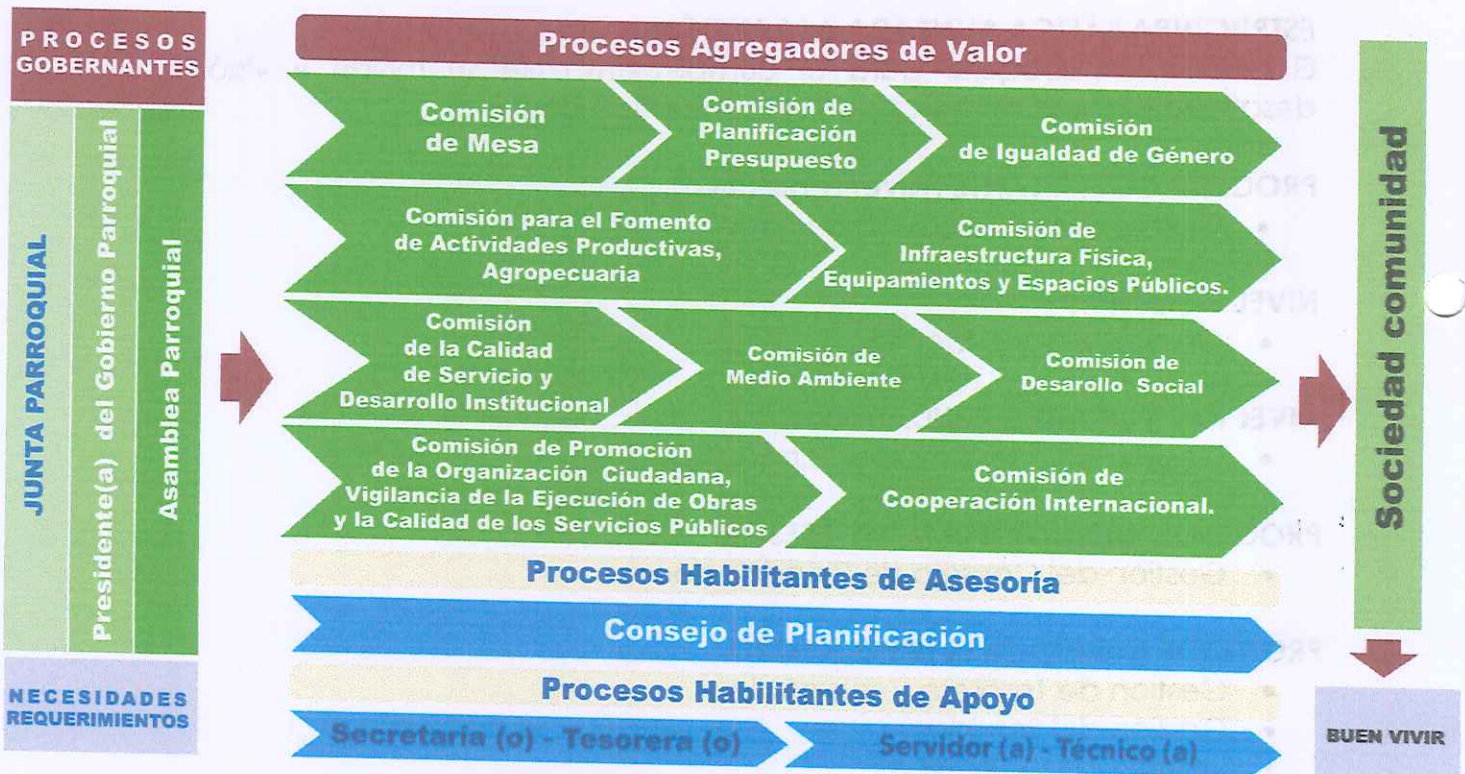 PROCESOS
GOBERNANTES
JUNTA PARROQUIAL
Presidente(a) del Gobierno Parroquial
Asamblea Parroquial
NECESIDADES
REQUERIMIENTOS
Procesos Agregadores de Valor
Comisión
de Mesa
Comisión de
Planificación
Presupuesto
Comisión
de Igualdad de Género
Comisión para el Fomento
de Actividades Productivas,
Agropecuaria
Comisión de
Infraestructura Física,
Equipamientos y Espacios Públicos.
Comisión
de la Calidad
de Servicio y
Desarrollo Institucional
Comisión de
Medio Ambiente
Comisión de
Desarollo Social
Comisión de Promoción
de la Organización Ciudadana,
Vigilancia de la Ejecución de Obras
y la Calidad de los Servicios Públicos
Comisión de
Cooperación Internacional.
Procesos Habilitantes de Asesoría
Consejo de Planificación
Procesos Habilitantes de Apoyo
Secretaría (o) - Tesorera (o)
Servidor (a) - Técnico (a)
Sociedad comunidad
BUEN VIVIR